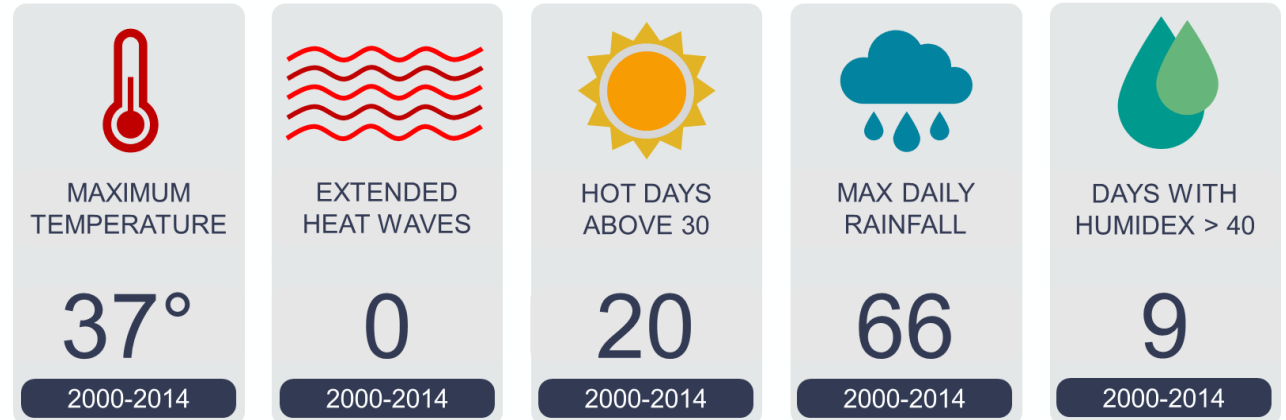 MAXIMUM
TEMPERATURE
37°
2000-2014
EXTENDED
HEAT WAVES
0
2000-2014
HOT DAYS
ABOVE 30
20
2000-2014
MAX DAILY
RAINFALL
66
2000-2014
DAYS WITH
HUMIDEX > 40
9
2000-2014